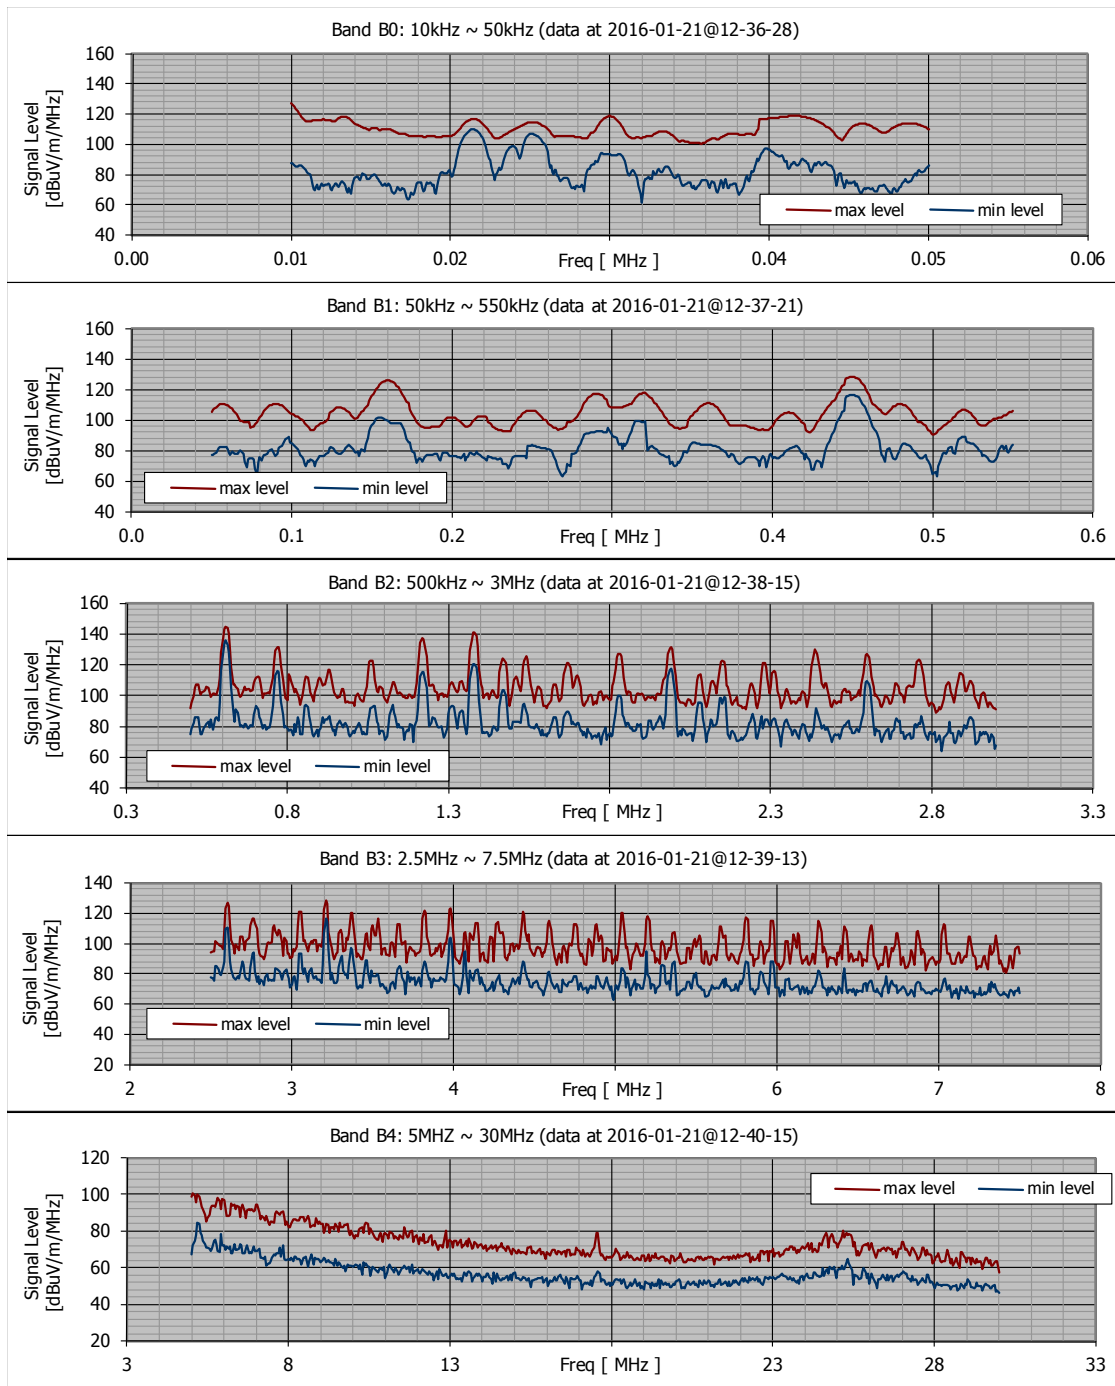 Band B0: 10kHz ~ 50kHz (data at 2016-01-21@12-36-28)
Signal Level
[dBuV/m/MHz]
160
140
120
100
80
60
40
max level
min level
0.00
0.01
0.02
Freq [ MHz ]
0.04
0.05
0.06
Band B1: 50kHz ~ 550kHz (data at 2016-01-21@12-37-21)
Signal Level
[dBuV/m/MHz]
160
140
120
100
80
60
40
max level
min level
0.0
0.1
0.2
Freq [ MHz ]
0.4
0.5
0.6
Band B2: 500kHz ~ 3MHz (data at 2016-01-21@12-38-15)
Signal Level
[dBuV/m/MHz]
160
140
120
100
80
60
40
max level
min level
0.3
0.8
1.3
Freq [ MHz ]
2.3
2.8
3.3
Band B3: 2.5MHz ~ 7.5MHz (data at 2016-01-21@12-39-13)
Signal Level
[dBuV/m/MHz]
140
120
100
80
60
40
20
max level
min level
2
3
4
Freq [ MHz ]
6
7
8
Band B4: 5MHZ ~ 30MHz (data at 2016-01-21@12-40-15)
Signal Level
[dBuV/m/MHz]
120
100
80
60
40
20
max level
min level
3
8
13
Freq [ MHz ]
23
28
33